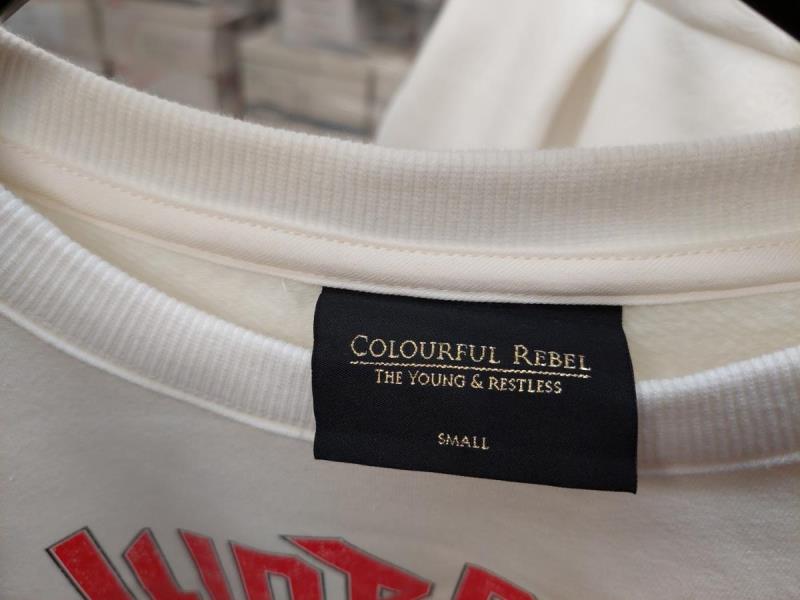 COLOURFUL REBEL
THE YOUNG & RESTLESS
SMALL